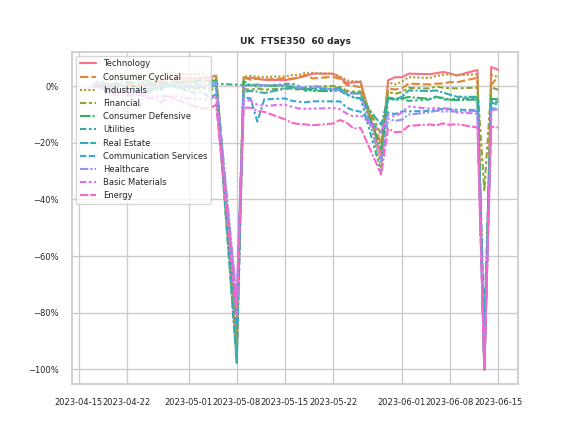 UK FTSE350 60 days
Technology
Consumer Cyclical
Industrials
Financial
Consumer Defensive
Utilities
Real Estate
Communication Services
Healthcare
Basic Materials
Energy
0%
−20%
−40%
−60%
−80%
−100%
2023-04-15 2023-04-22 2023-05-01 2023-05-08 2023-05-15 2023-05-22 2023-06-01 2023-06-08 2023-06-15